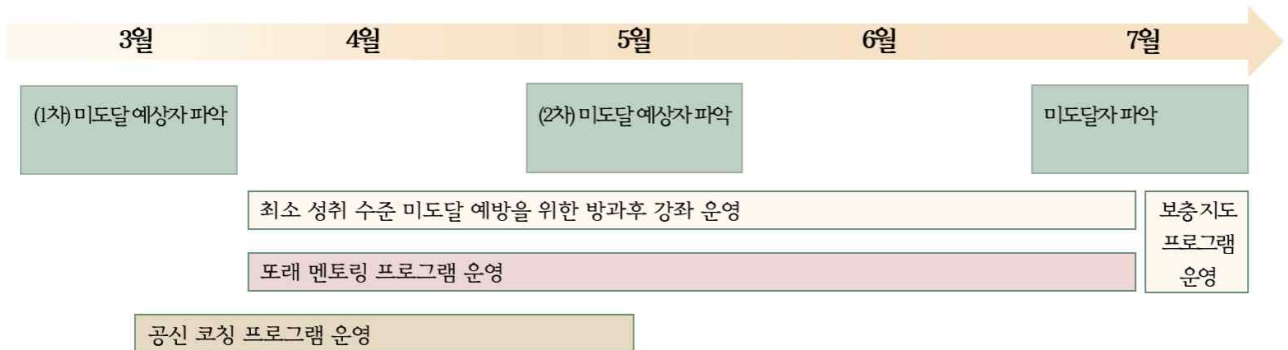 3월 4월 5월 6월 7월
(1차) 미도달 예상자 파악
(2차) 미도달 예상자 파악
미도달자 파악
최소 성취 수준 미도달 예방을 위한 방과후 강좌 운영
보충지도
프로그램
운영
또래 멘토링 프로그램 운영
공신 코칭 프로그램 운영